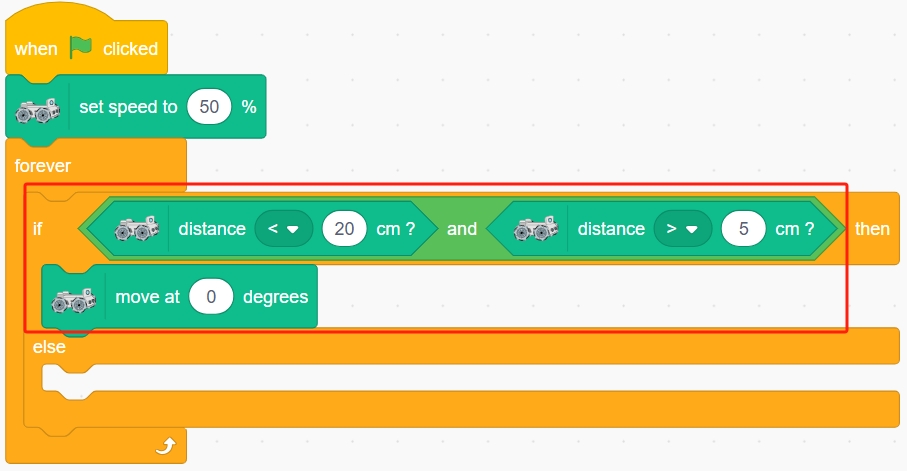 when clicked
set speed to 50 %
forever
if distance < 20 cm ? and distance > 5 cm ? then
move at 0 degrees
else